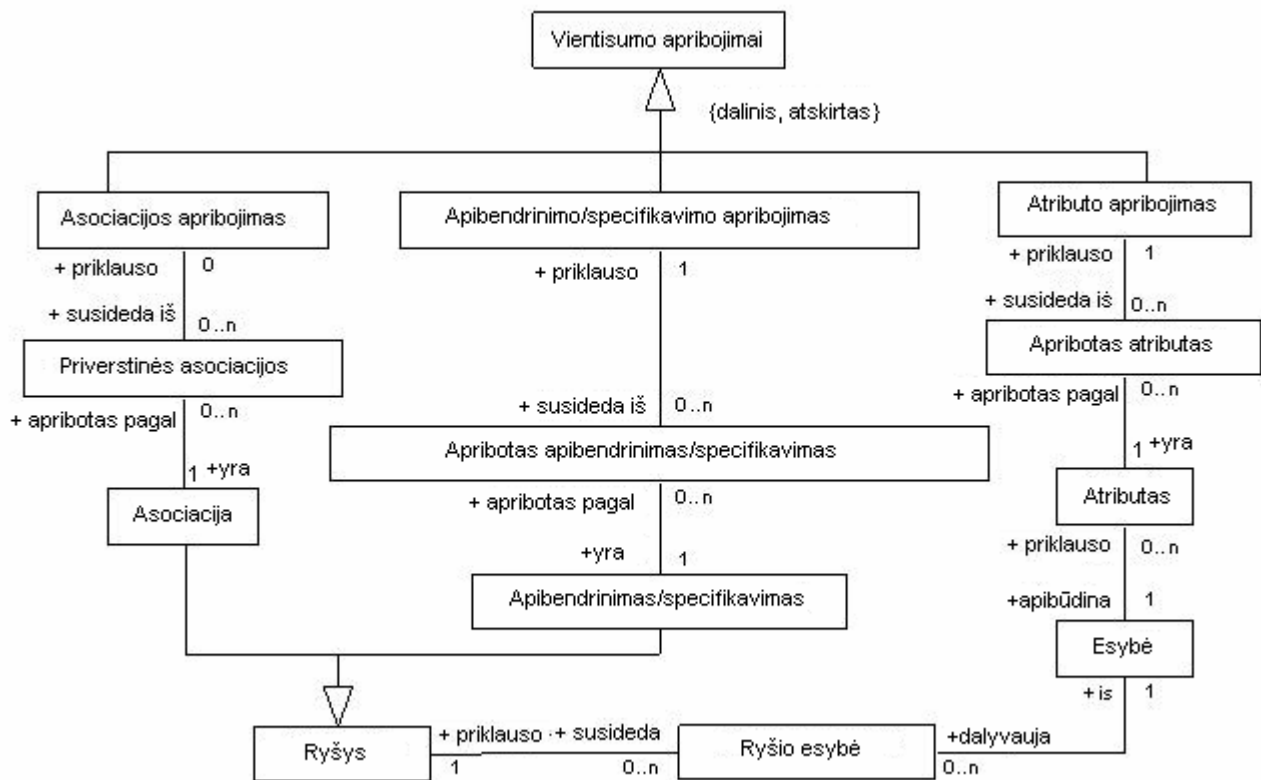 Vientisumo apribojimai
{dalinis, atskirtas}
Asociacijos apribojimas
Apibendrinimo/specifikavimo apribojimas
Atributo apribojimas
+ priklauso 0
+ priklauso 1
+ priklauso 1
+ susideda iš 0..n
+ susideda iš 0..n
Priverstinės asociacijos
Apribotas atributas
+ apribotas pagal 0..n
+ susideda iš 0..n
+ apribotas pagal 0..n
Apribotas apibendrinimas/specifikavimas
1 +yra
1 +yra
Asociacija
+ apribotas pagal 0..n
Atributas
+yra 1
+ priklauso 0..n
Apibendrinimas/specifikavimas
+apibūdina 1
Esybė
+ is 1
Ryšys
+ priklauso + susideda
1 0..n
Ryšio esybė
+dalyvauja
0..n